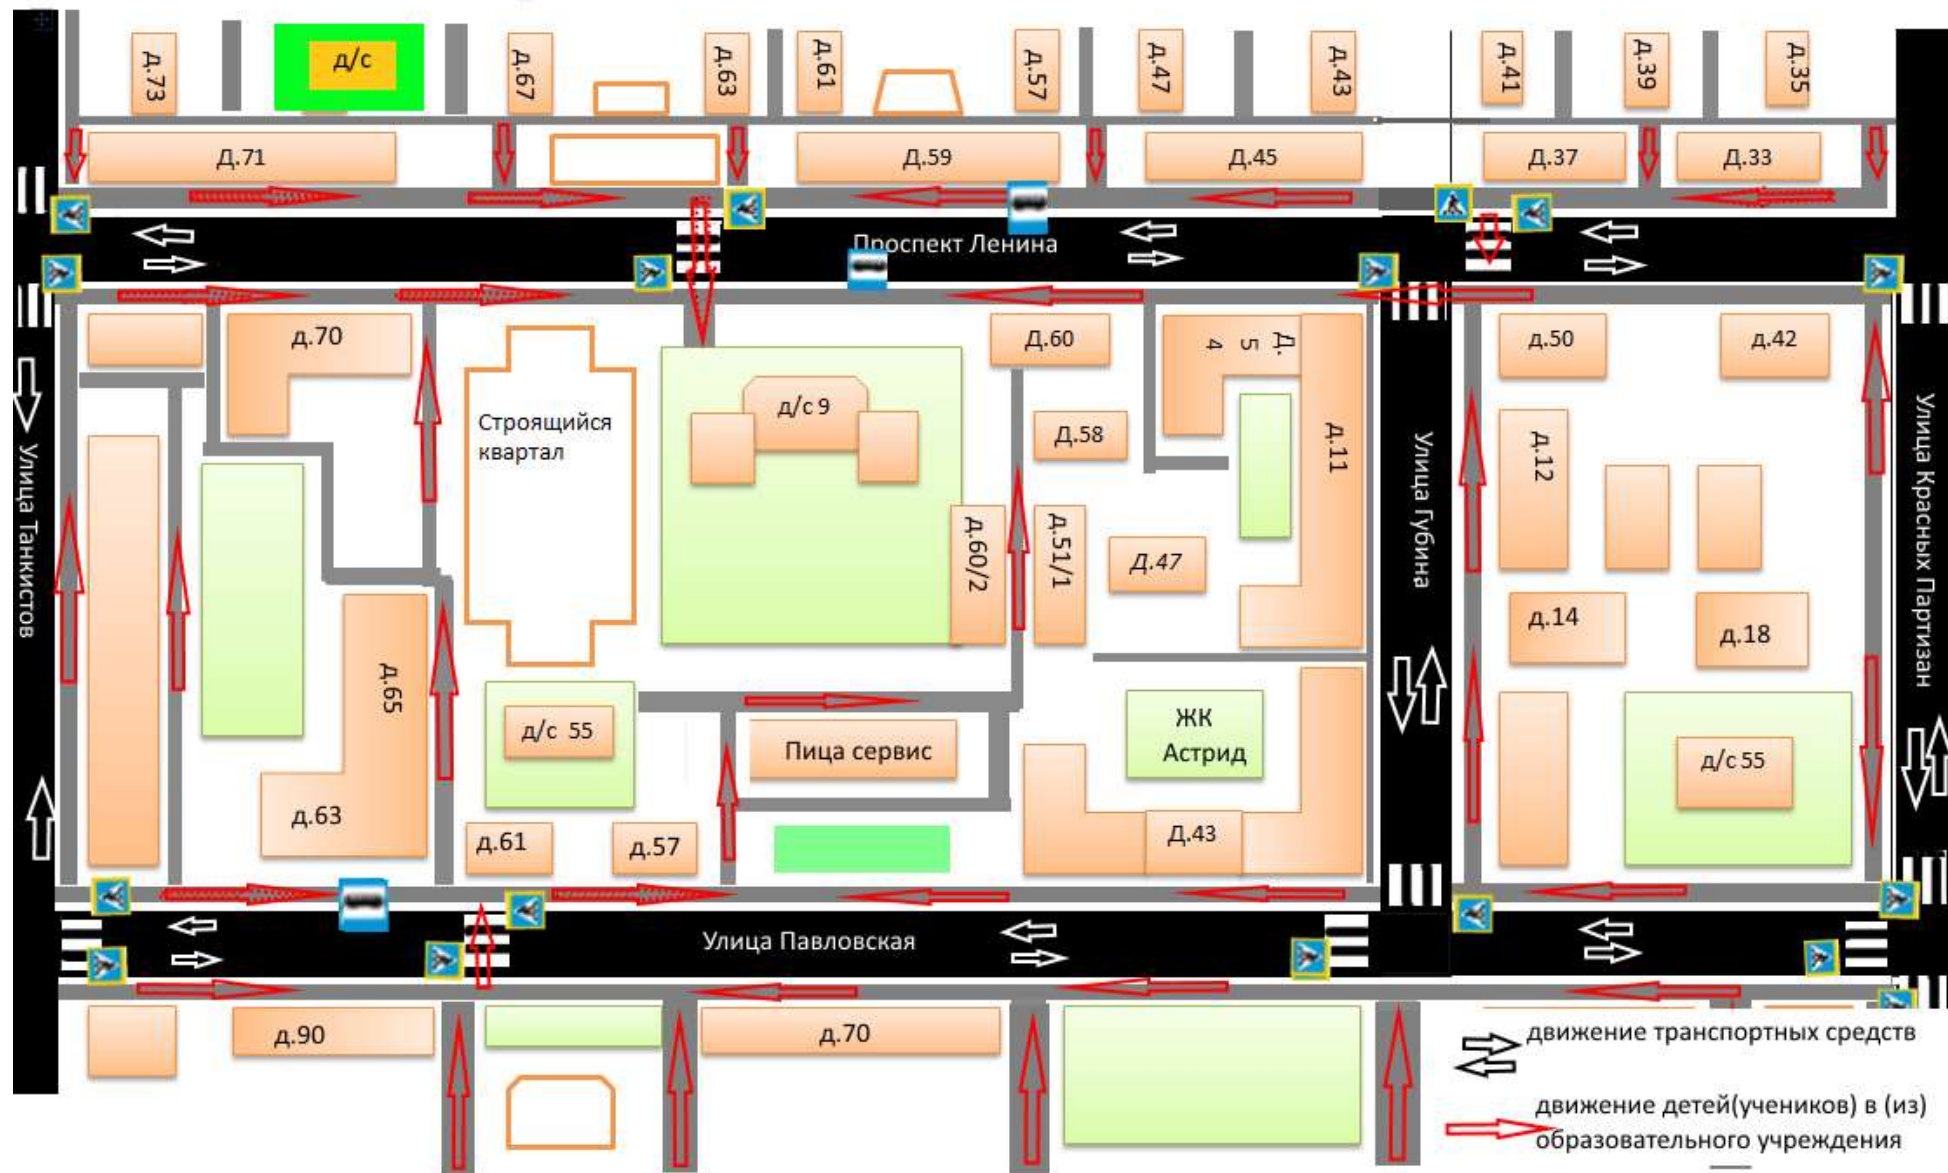 д.73
д/с
д.67
д.63
д.61
д.57
д.47
д.43
д.41
д.39
д.35
Д.71
Д.59
Д.45
Д.37
Д.33
Проспект Ленина
д.70
Строящийся
квартал
д/с 9
Д.60
Д.
5
4
д.50
д.42
Д.58
д.11
д.12
д.60/2
д.51/1
Д.47
Улица Танкистов
Улица Губина
Улица Красных Партизан
д.14
д.18
д.65
д/с 55
Пица сервис
ЖК
Астрид
д/с 55
д.63
д.61
д.57
Д.43
Улица Павловская
д.90
д.70
движение транспортных средств
движение детей(учеников) в (из)
образовательного учреждения